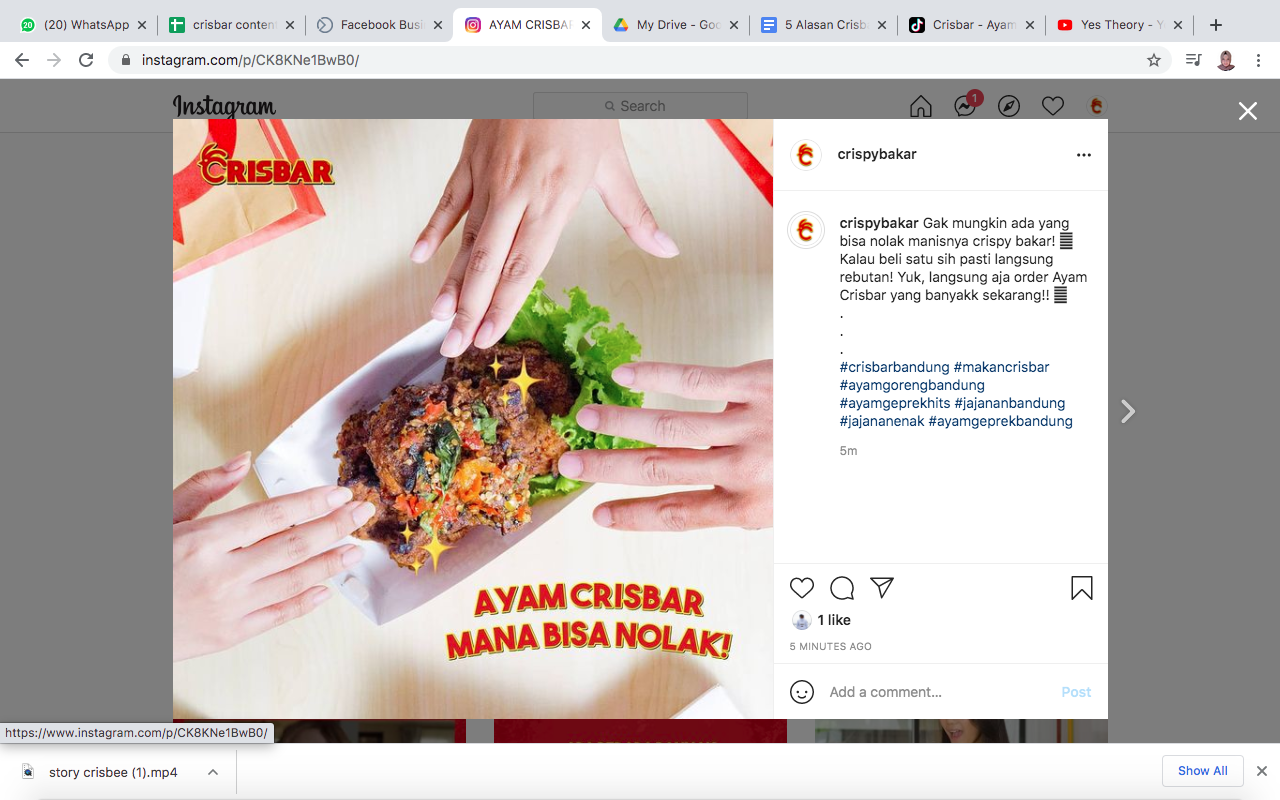 (20) WhatsApp
crisbar conten
Facebook Busi
AYAM CRISBAR
My Drive - Goo
5 Alasan Crisb
Crisbar - Ayam
Yes Theory - Y
instagram.com/p/CK8KNe1BwB0/
Instagram
Search
1
CRISBAR
crispybakar
crispybakar Gak mungkin ada yang
bisa nolak manisnya crispy bakar!
Kalau beli satu sih pasti langsung
rebutan! Yuk, langsung aja order Ayam
Crisbar yang banyakk sekarang!!
.
.
.
#crisbarbandung #makancrisbar
#ayamgorengbandung
#ayamgeprekhits #jajananbandung
#jajananenak #ayamgeprekbandung
5m
AYAM CRISBAR
MANA BISA NOLAK!
1 like
5 MINUTES AGO
Add a comment...
Post
https://www.instagram.com/p/CK8KNe1BwB0/
story crisbee (1).mp4
Show All